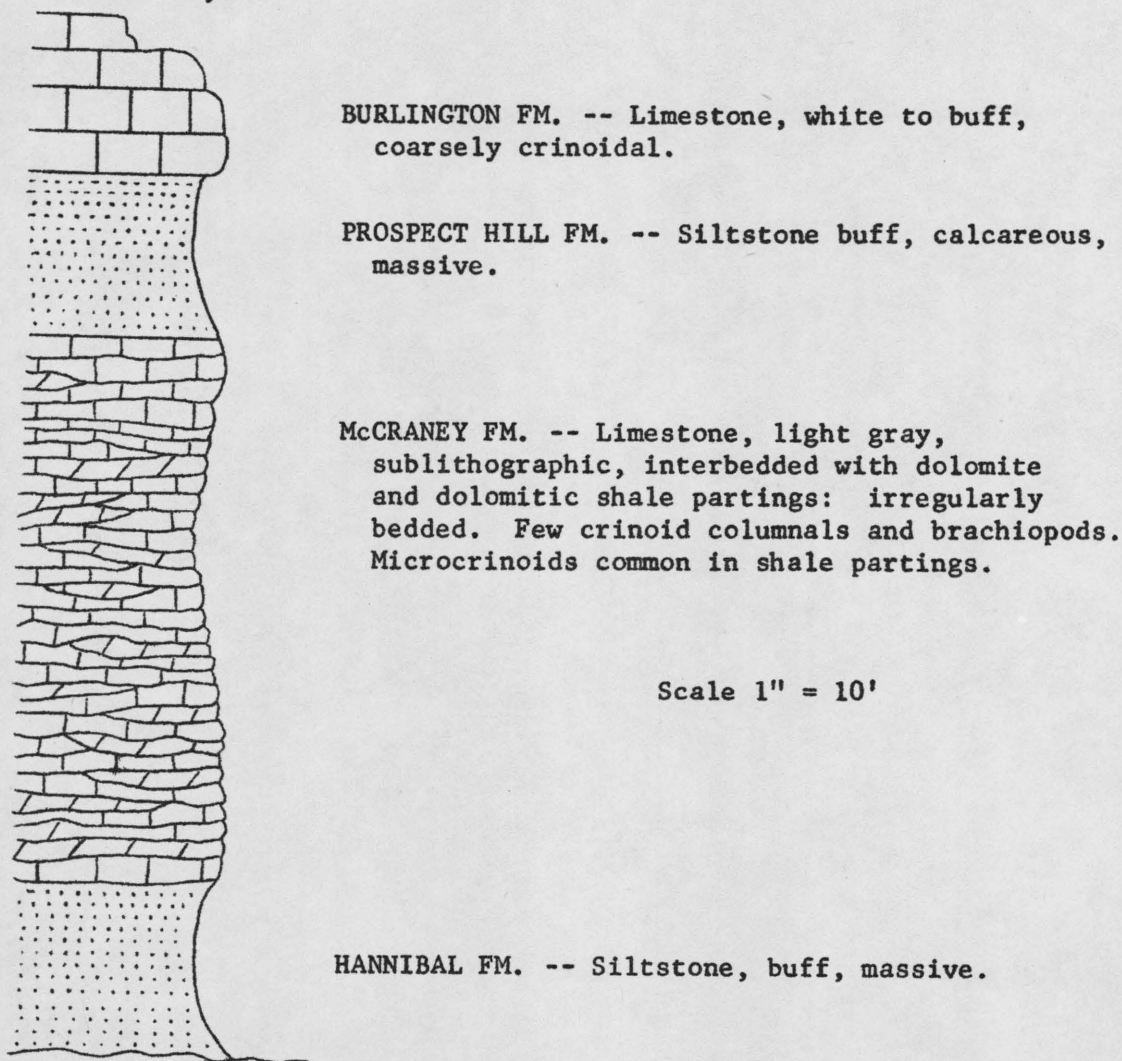 BURLINGTON FM. -- Limestone, white to buff,
coarsely crinoidal.
PROSPECT HILL FM. -- Siltstone buff, calcareous,
massive.
McCRANEY FM. -- Limestone, light gray,
sublithographic, interbedded with dolomite
and dolomitic shale partings: irregularly
bedded. Few crinoid columnals and brachiopods.
Microcrinoids common in shale partings.
Scale 1" = 10'
HANNIBAL FM. -- Siltstone, buff, massive.